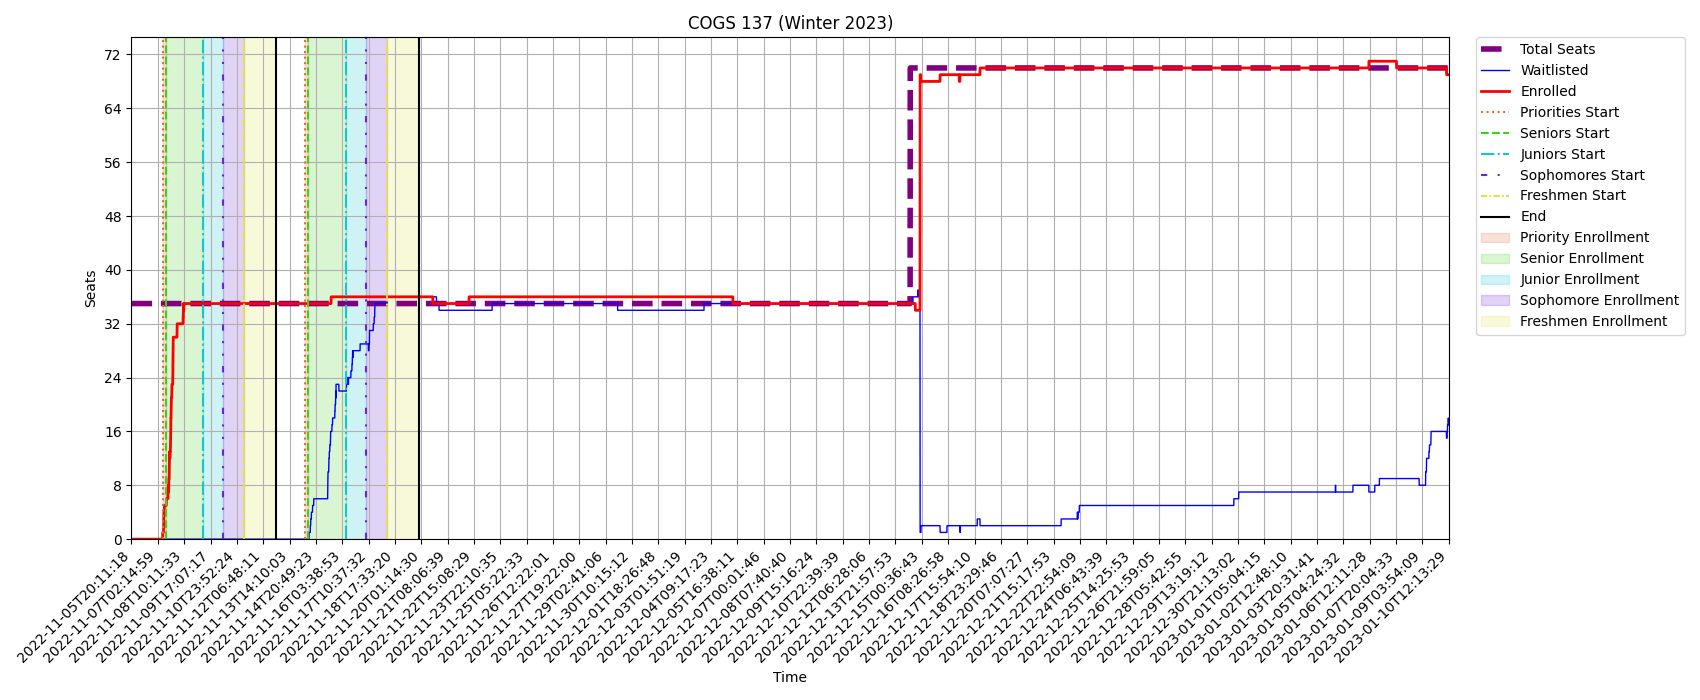 COGS 137 (Winter 2023)
72
64
56
48
40
32
24
16
8
0
Seats
2022-11-05T20:11:18
2022-11-07T02:14:59
2022-11-08T10:11:33
2022-11-09T17:07:17
2022-11-10T23:52:24
2022-11-12T06:48:11
2022-11-13T14:10:03
2022-11-14T20:49:23
2022-11-16T03:38:53
2022-11-17T10:37:32
2022-11-18T17:33:20
2022-11-20T01:14:30
2022-11-21T08:06:39
2022-11-22T15:08:29
2022-11-23T22:10:35
2022-11-25T05:22:33
2022-11-26T12:22:01
2022-11-27T19:22:00
2022-11-29T02:41:06
2022-11-30T10:15:12
2022-12-01T18:26:48
2022-12-03T01:51:19
2022-12-04T09:17:23
2022-12-05T16:38:11
2022-12-07T00:01:46
2022-12-08T07:40:40
2022-12-09T15:16:24
2022-12-10T22:39:39
2022-12-12T06:28:06
2022-12-13T21:57:53
2022-12-15T00:36:43
2022-12-16T08:26:58
2022-12-17T15:54:10
2022-12-18T23:29:46
2022-12-20T07:07:27
2022-12-21T15:17:53
2022-12-22T22:54:09
2022-12-24T06:43:39
2022-12-25T14:25:53
2022-12-26T21:59:05
2022-12-28T05:42:55
2022-12-29T13:19:12
2022-12-30T21:13:02
2023-01-01T05:04:15
2023-01-02T12:48:10
2023-01-03T20:31:41
2023-01-05T04:24:32
2023-01-06T12:11:28
2023-01-07T20:04:33
2023-01-09T03:54:09
2023-01-10T12:13:29
Time
Total Seats
Waitlisted
Enrolled
Priorities Start
Seniors Start
Juniors Start
Sophomores Start
Freshmen Start
End
Priority Enrollment
Senior Enrollment
Junior Enrollment
Sophomore Enrollment
Freshmen Enrollment